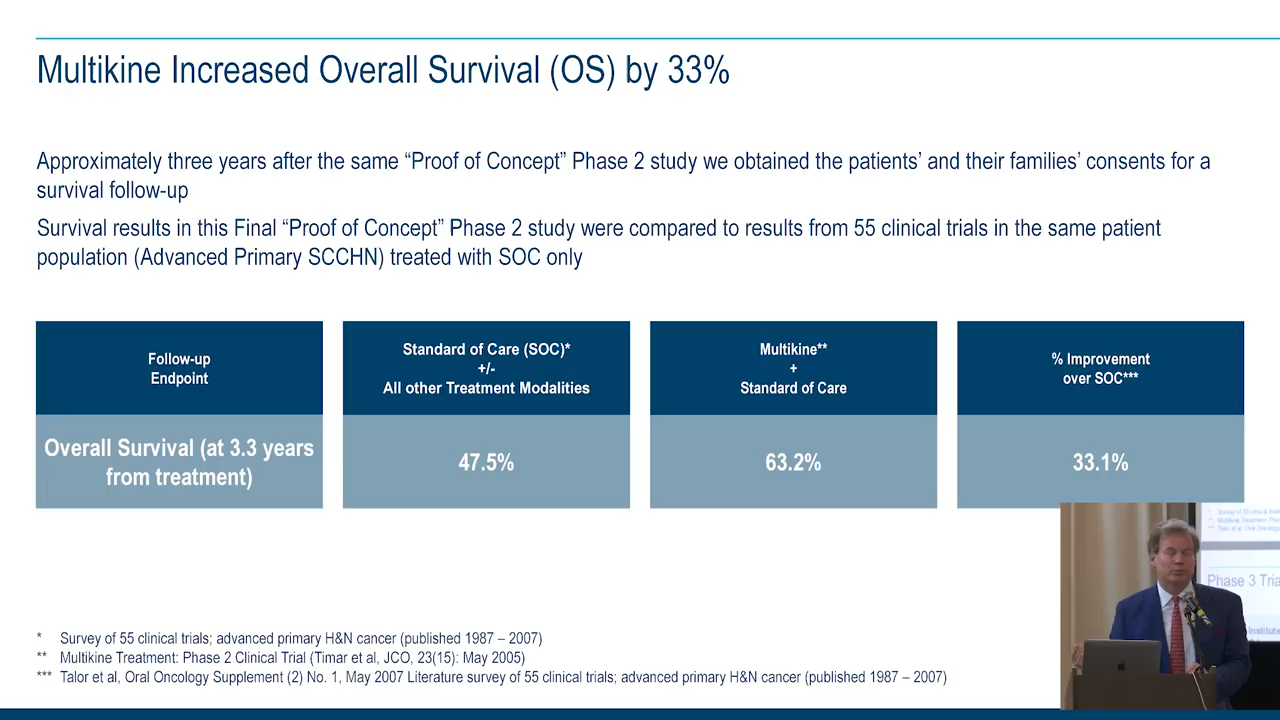 Multikine Increased Overall Survival (OS) by 33%
Approximately three years after the same “Proof of Concept” Phase 2 study we obtained the patients’ and their families’ consents for a
survival follow-up
Survival results in this Final “Proof of Concept” Phase 2 study were compared to results from 55 clinical trials in the same patient
population (Advanced Primary SCCHN) treated with SOC only
Follow-up
Endpoint
Standard of Care (SOC)*
+/-
All other Treatment Modalities
Multikine**
+
Standard of Care
% Improvement
over SOC***
Overall Survival (at 3.3 years
from treatment)
47.5%
63.2%
33.1%
* Survey of 55 clinical trials; advanced primary H&N cancer (published 1987 – 2007)
** Multikine Treatment: Phase 2 Clinical Trial (Timar et al, JCO, 23(15): May 2005)
*** Talor et al, Oral Oncology Supplement (2) No. 1, May 2007 Literature survey of 55 clinical trials; advanced primary H&N cancer (published 1987 – 2007)
Phase 3 Tria